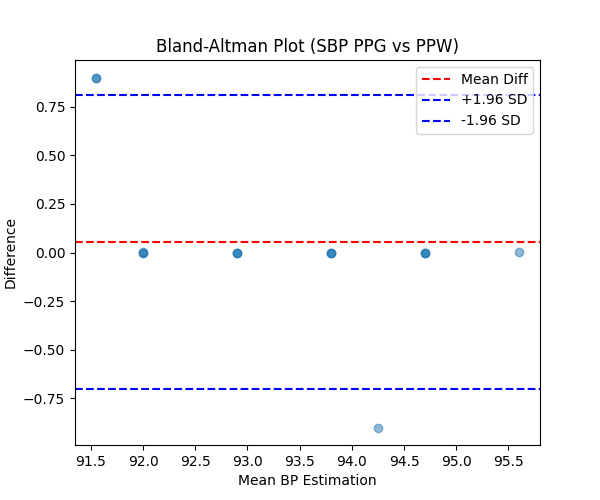 Bland-Altman Plot (SBP PPG vs PPW)
Mean Diff
+1.96 SD
-1.96 SD
0.75
0.50
0.25
0.00
−0.25
−0.50
−0.75
Difference
91.5 92.0 92.5 93.0 93.5 94.0 94.5 95.0 95.5
Mean BP Estimation